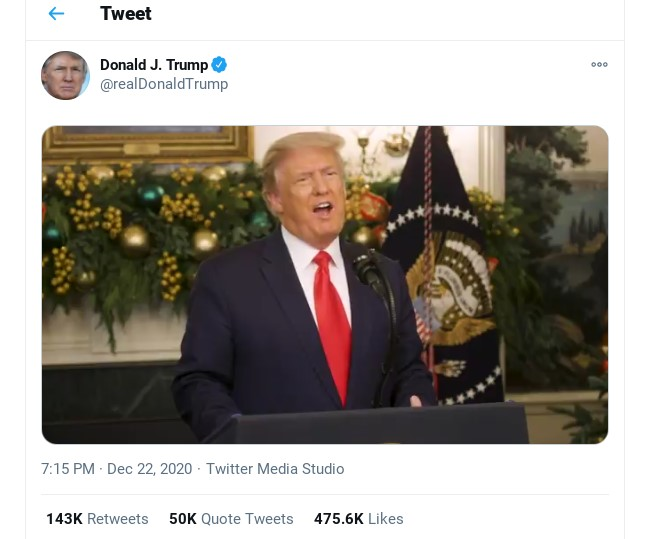 Tweet
Donald J. Trump
@realDonaldTrump
7:15 PM · Dec 22, 2020 · Twitter Media Studio
143K Retweets 50K Quote Tweets 475.6K Likes